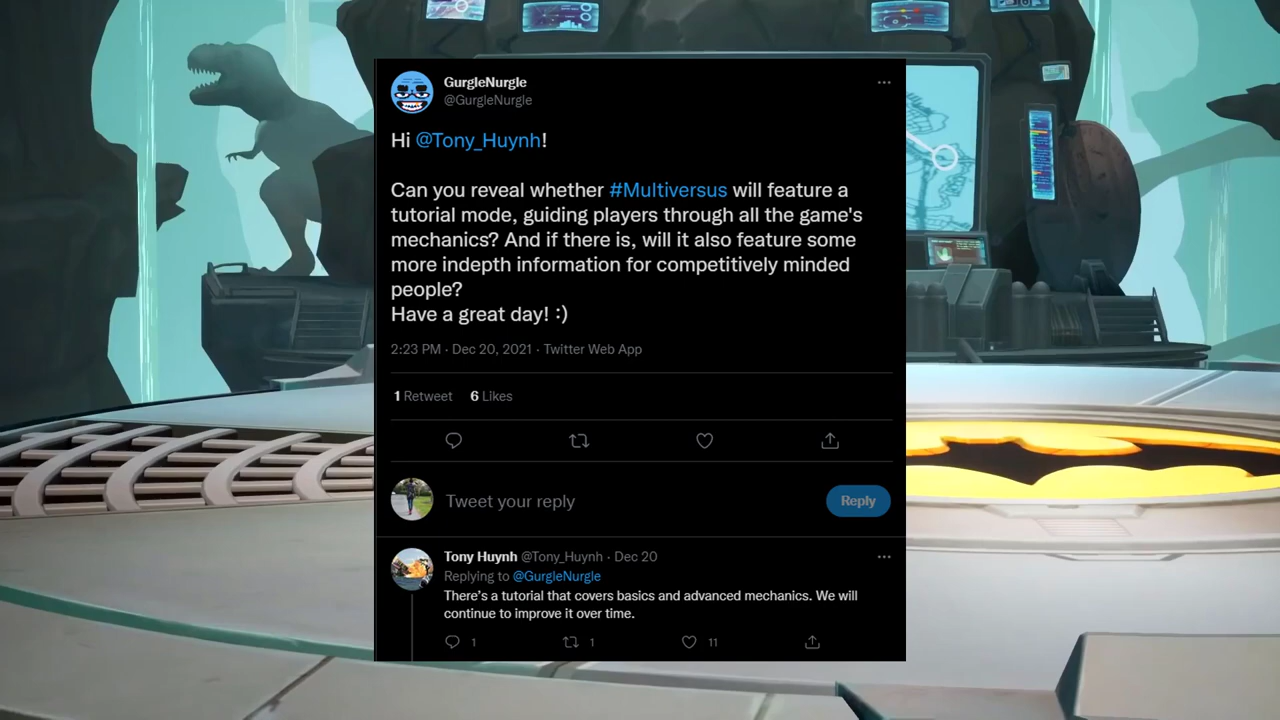 GurgleNurgle
@GurgleNurgle
Hi @Tony_Huynh!
Can you reveal whether #Multiversus will feature a
tutorial mode, guiding players through all the game's
mechanics? And if there is, will it also feature some
more indepth information for competitively minded
people?
Have a great day! :)
2:23 PM · Dec 20, 2021 · Twitter Web App
1 Retweet 6 Likes
Tweet your reply
Reply
Tony Huynh @Tony_Huynh · Dec 20
Replying to @GurgleNurgle
There's a tutorial that covers basics and advanced mechanics. We will
continue to improve it over time.
1 1 11